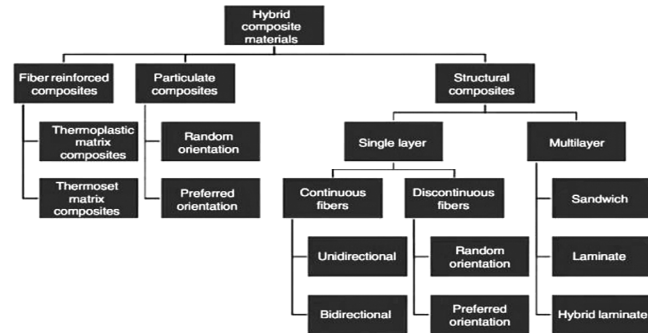 Hybrid
composite
materials
Fiber reinforced
composites
Particulate
composites
Structural
composites
Thermoplastic
matrix
composites
Thermoset
matrix
composites
Random
orientation
Preferred
orientation
Single layer
Multilayer
Continuous
fibers
Discontinuous
fibers
Unidirectional
Bidirectional
Random
orientation
Preferred
orientation
Sandwich
Laminate
Hybrid laminate